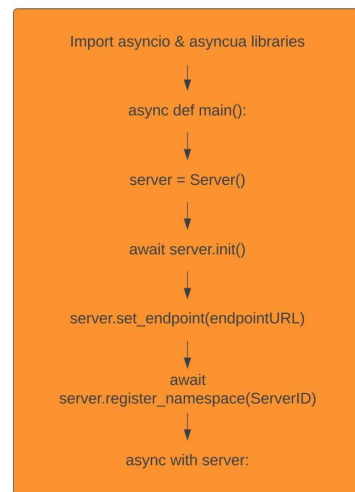 Import asyncio & asyncua libraries
async def main():
server = Server()
await server.init()
server.set_endpoint(endpointURL)
await
server.register_namespace(ServerID)
async with server: